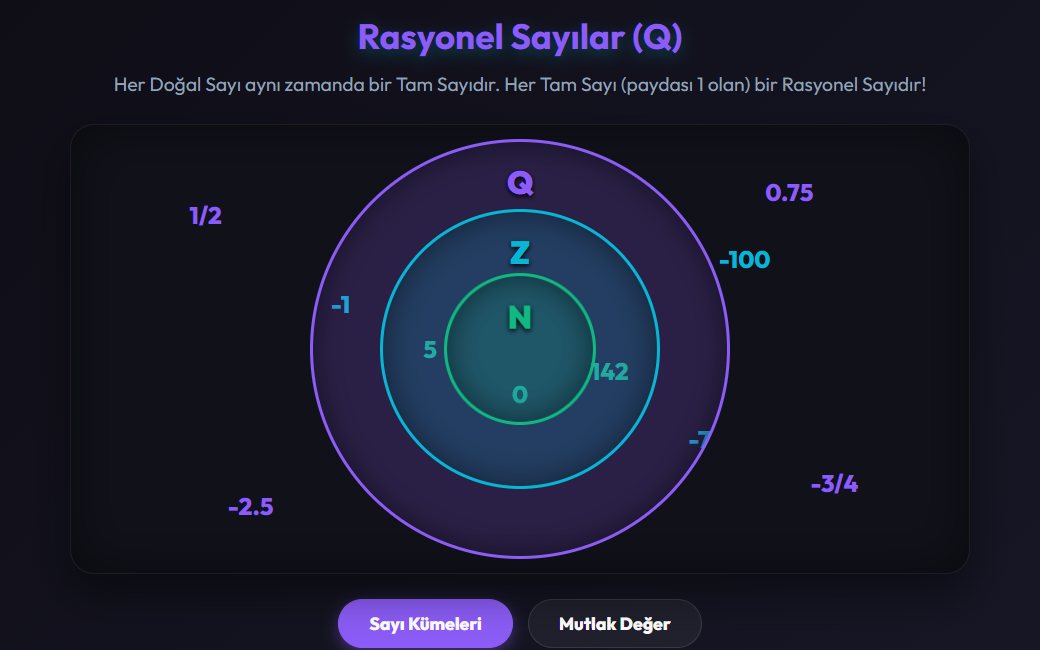 Rasyonel Sayılar (Q)
Her Doğal Sayı aynı zamanda bir Tam Sayıdır. Her Tam Sayı (paydası 1 olan) bir Rasyonel Sayıdır!
Q
0.75
1/2
Z
-100
-1
N
5
142
0
-7
-3/4
-2.5
Sayı Kümeleri
Mutlak Değer